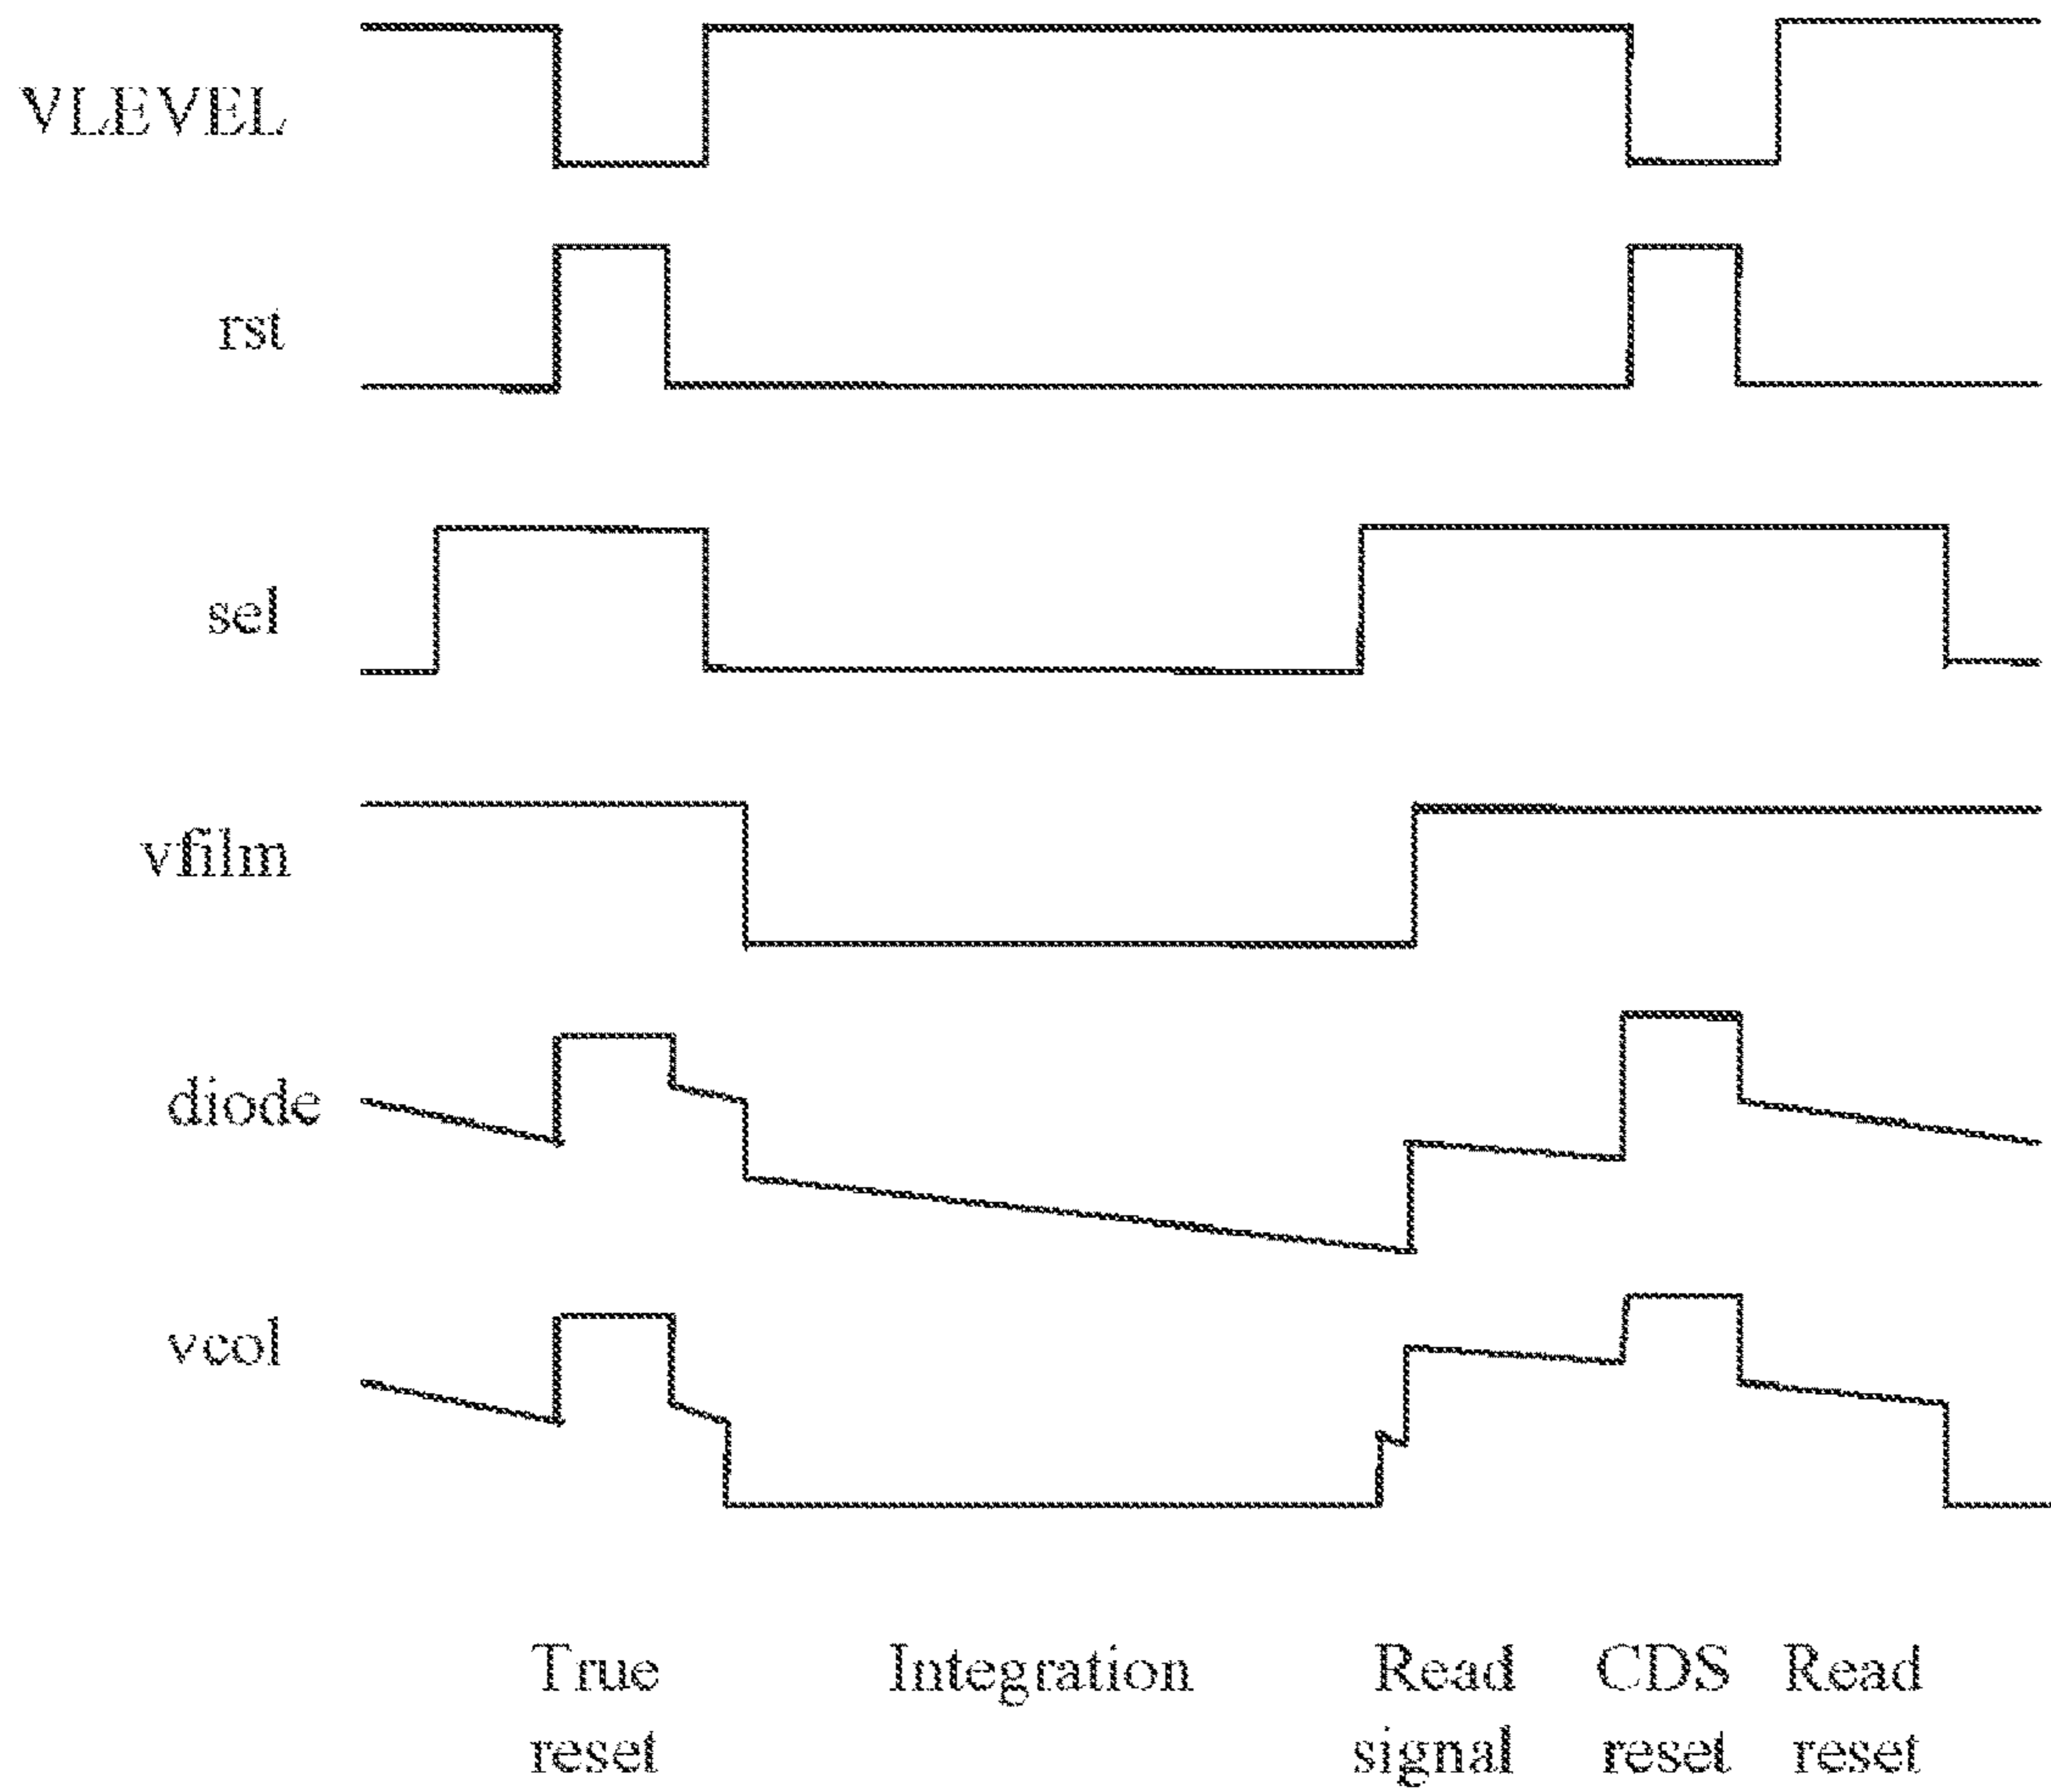 VLEVEL
rst
sel
vfilm
diode
vcol
True Integration Read CDS Read
reset signal reset reset